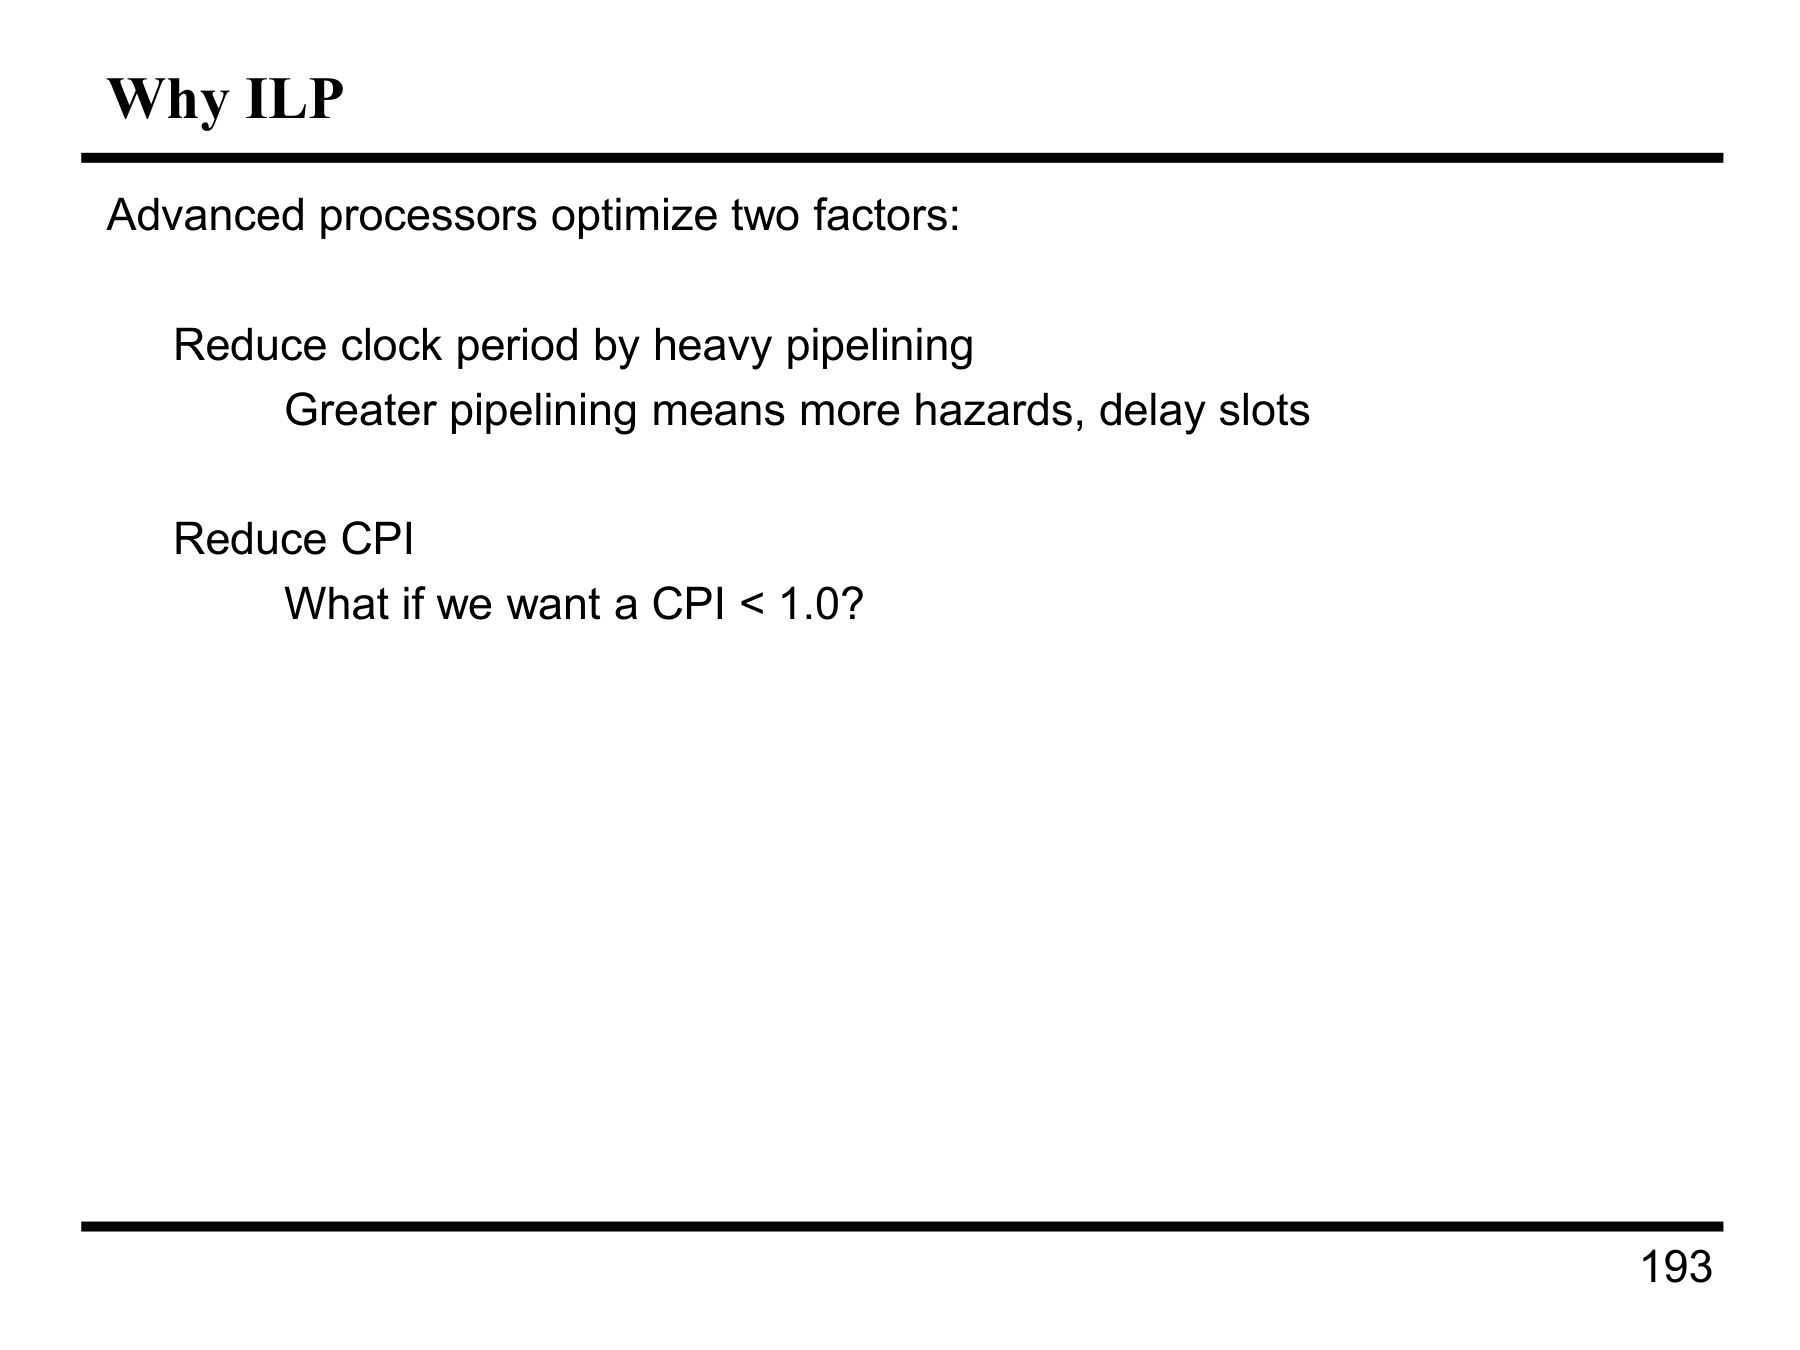 Why ILP
Advanced processors optimize two factors:
Reduce clock period by heavy pipelining
Greater pipelining means more hazards, delay slots
Reduce CPI
What if we want a CPI < 1.0?
193